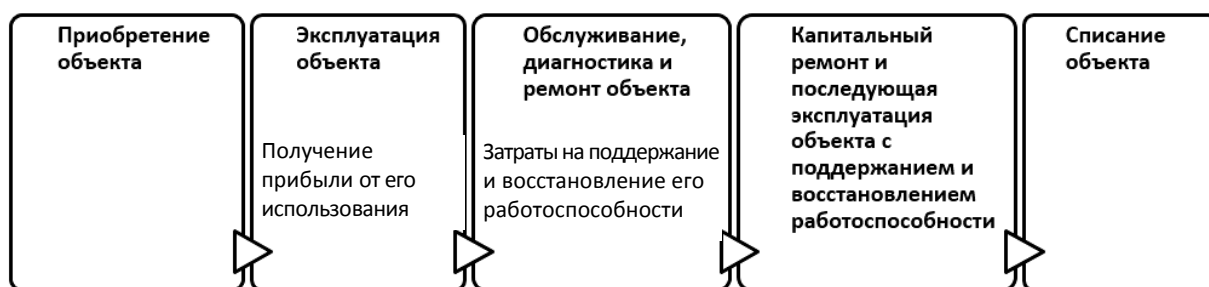 Приобретение
объекта
Эксплуатация
объекта
Получение
прибыли от его
использования
Обслуживание,
диагностика и
ремонт объекта
Затраты на поддержание
и восстановление его
работоспособности
Капитальный
ремонт и
последующая
эксплуатация
объекта с
поддержанием и
восстановлением
работоспособности
Списание
объекта